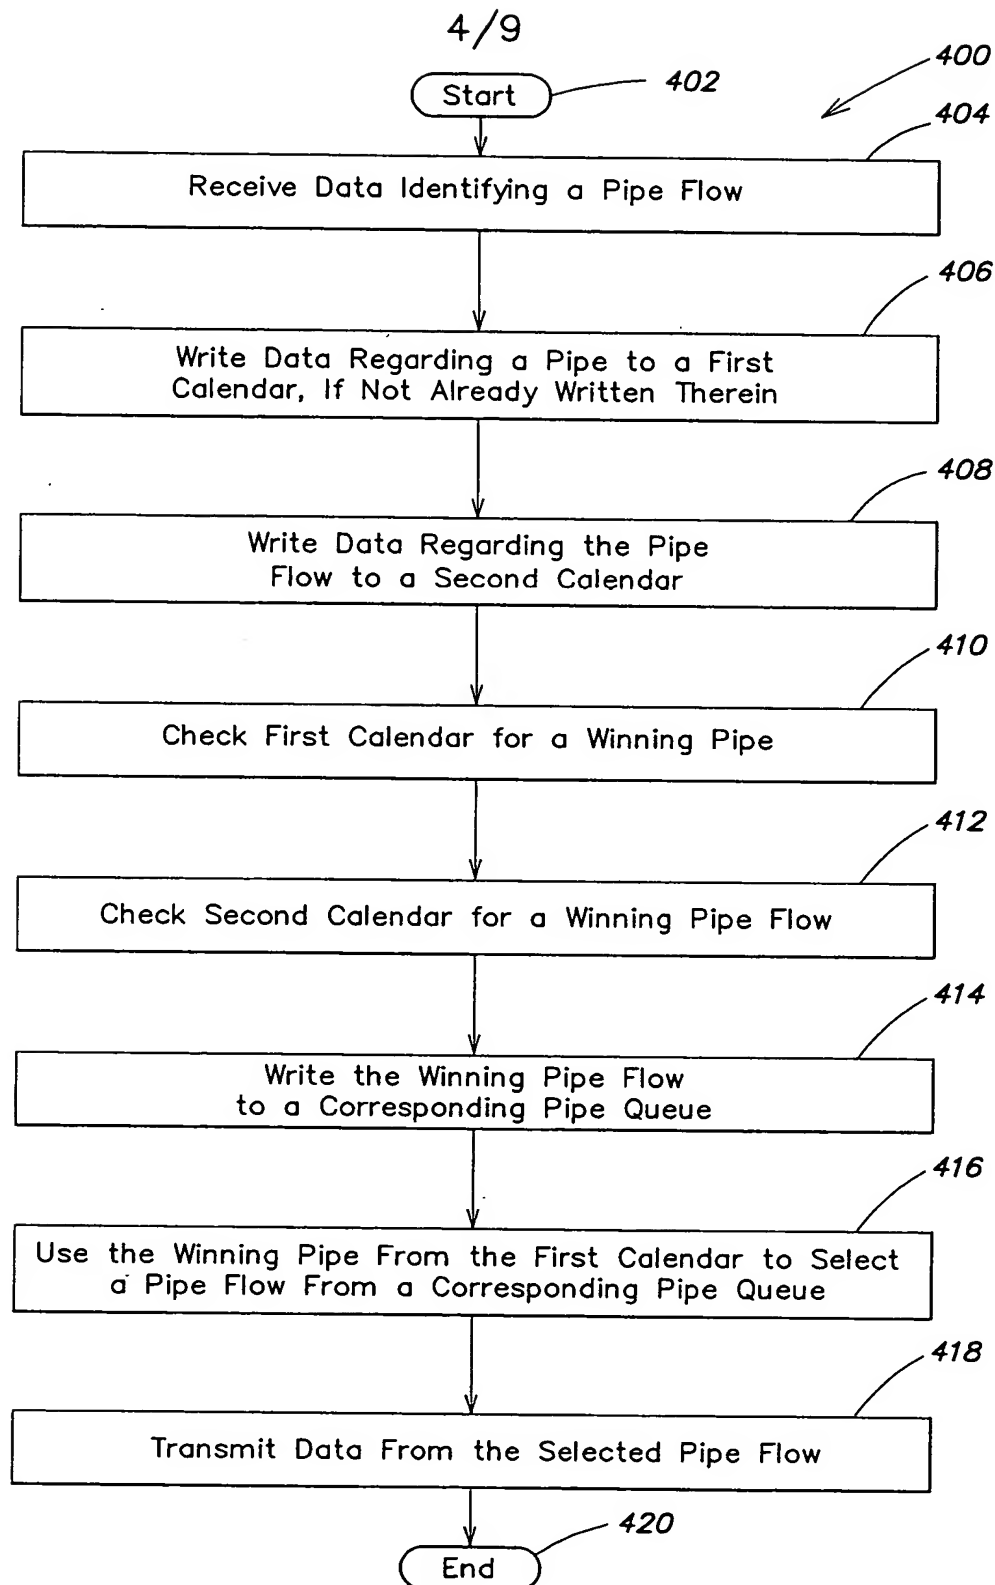 4/9
400
Start
402
404
Receive Data Identifying a Pipe Flow
406
Write Data Regarding a Pipe to a First
Calendar, If Not Already Written Therein
408
Write Data Regarding the Pipe
Flow to a Second Calendar
410
Check First Calendar for a Winning Pipe
412
Check Second Calendar for a Winning Pipe Flow
414
Write the Winning Pipe Flow
to a Corresponding Pipe Queue
416
Use the Winning Pipe From the First Calendar to Select
a Pipe Flow From a Corresponding Pipe Queue
418
Transmit Data From the Selected Pipe Flow
420
End